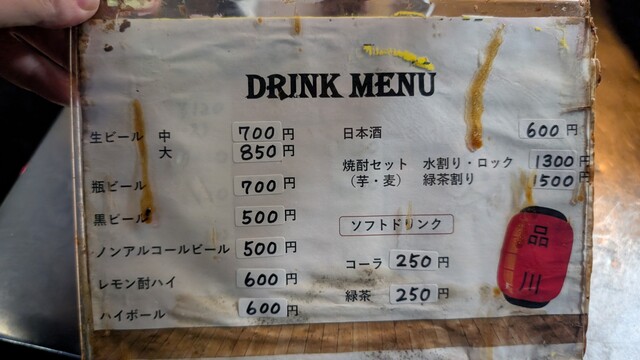 DRINK MENU
生ビール 中 700円
大 850円
瓶ビール 700円
黒ビール 500円
ノンアルコールビール 500円
レモン酎ハイ 600円
ハイボール 600円
日本酒 600円
焼酎セット 水割り・ロック 1300円
(芋・麦) 緑茶割り 1500円
ソフトドリンク
コーラ 250円
緑茶 250円
品川